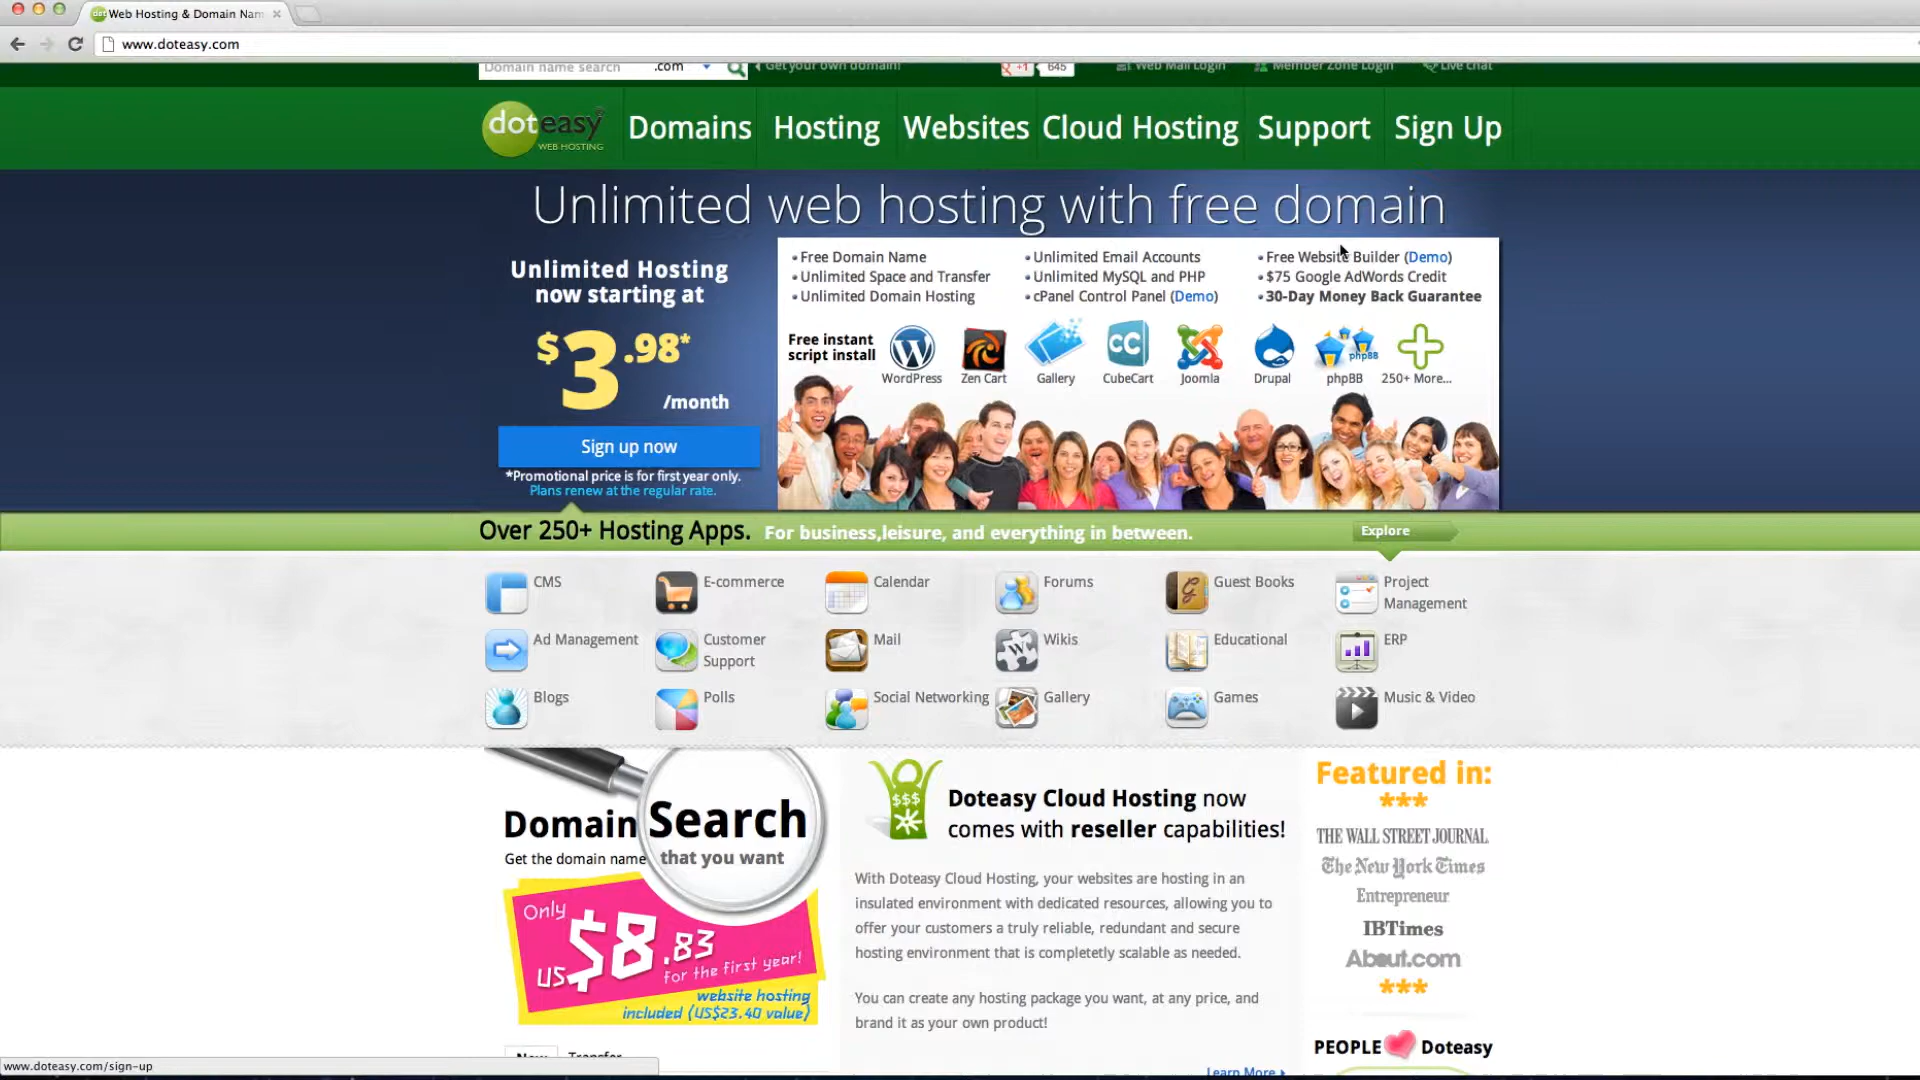 Web Hosting & Domain Nam
www.doteasy.com
Domain name search .com Get your own domain! +1 645 Web Mail Login Member Zone Login Live chat
doteasy
WEB HOSTING
Domains Hosting Websites Cloud Hosting Support Sign Up
Unlimited web hosting with free domain
Unlimited Hosting
now starting at
$3.98*
/month
Sign up now
*Promotional price is for first year only.
Plans renew at the regular rate.
• Free Domain Name
• Unlimited Space and Transfer
• Unlimited Domain Hosting
• Unlimited Email Accounts
• Unlimited MySQL and PHP
• cPanel Control Panel (Demo)
• Free Website Builder (Demo)
• $75 Google AdWords Credit
• 30-Day Money Back Guarantee
Free instant
script install
WordPress Zen Cart Gallery CubeCart Joomla Drupal phpBB 250+ More...
Over 250+ Hosting Apps. For business,leisure, and everything in between. Explore
CMS E-commerce Calendar Forums Guest Books Project
Management
Ad Management Customer
Support Mail Wikis Educational ERP
Blogs Polls Social Networking Gallery Games Music & Video
Domain Search
Get the domain name that you want
Only
US$8.83
for the first year!
website hosting
included (US$23.40 value)
New Transfer
Doteasy Cloud Hosting now
comes with reseller capabilities!
With Doteasy Cloud Hosting, your websites are hosting in an
insulated environment with dedicated resources, allowing you to
offer your customers a truly reliable, redundant and secure
hosting environment that is completely scalable as needed.
You can create any hosting package you want, at any price, and
brand it as your own product!
Learn More
Featured in:
***
THE WALL STREET JOURNAL
The New York Times
Entrepreneur
IBTimes
About.com
***
PEOPLE Doteasy
www.doteasy.com/sign-up